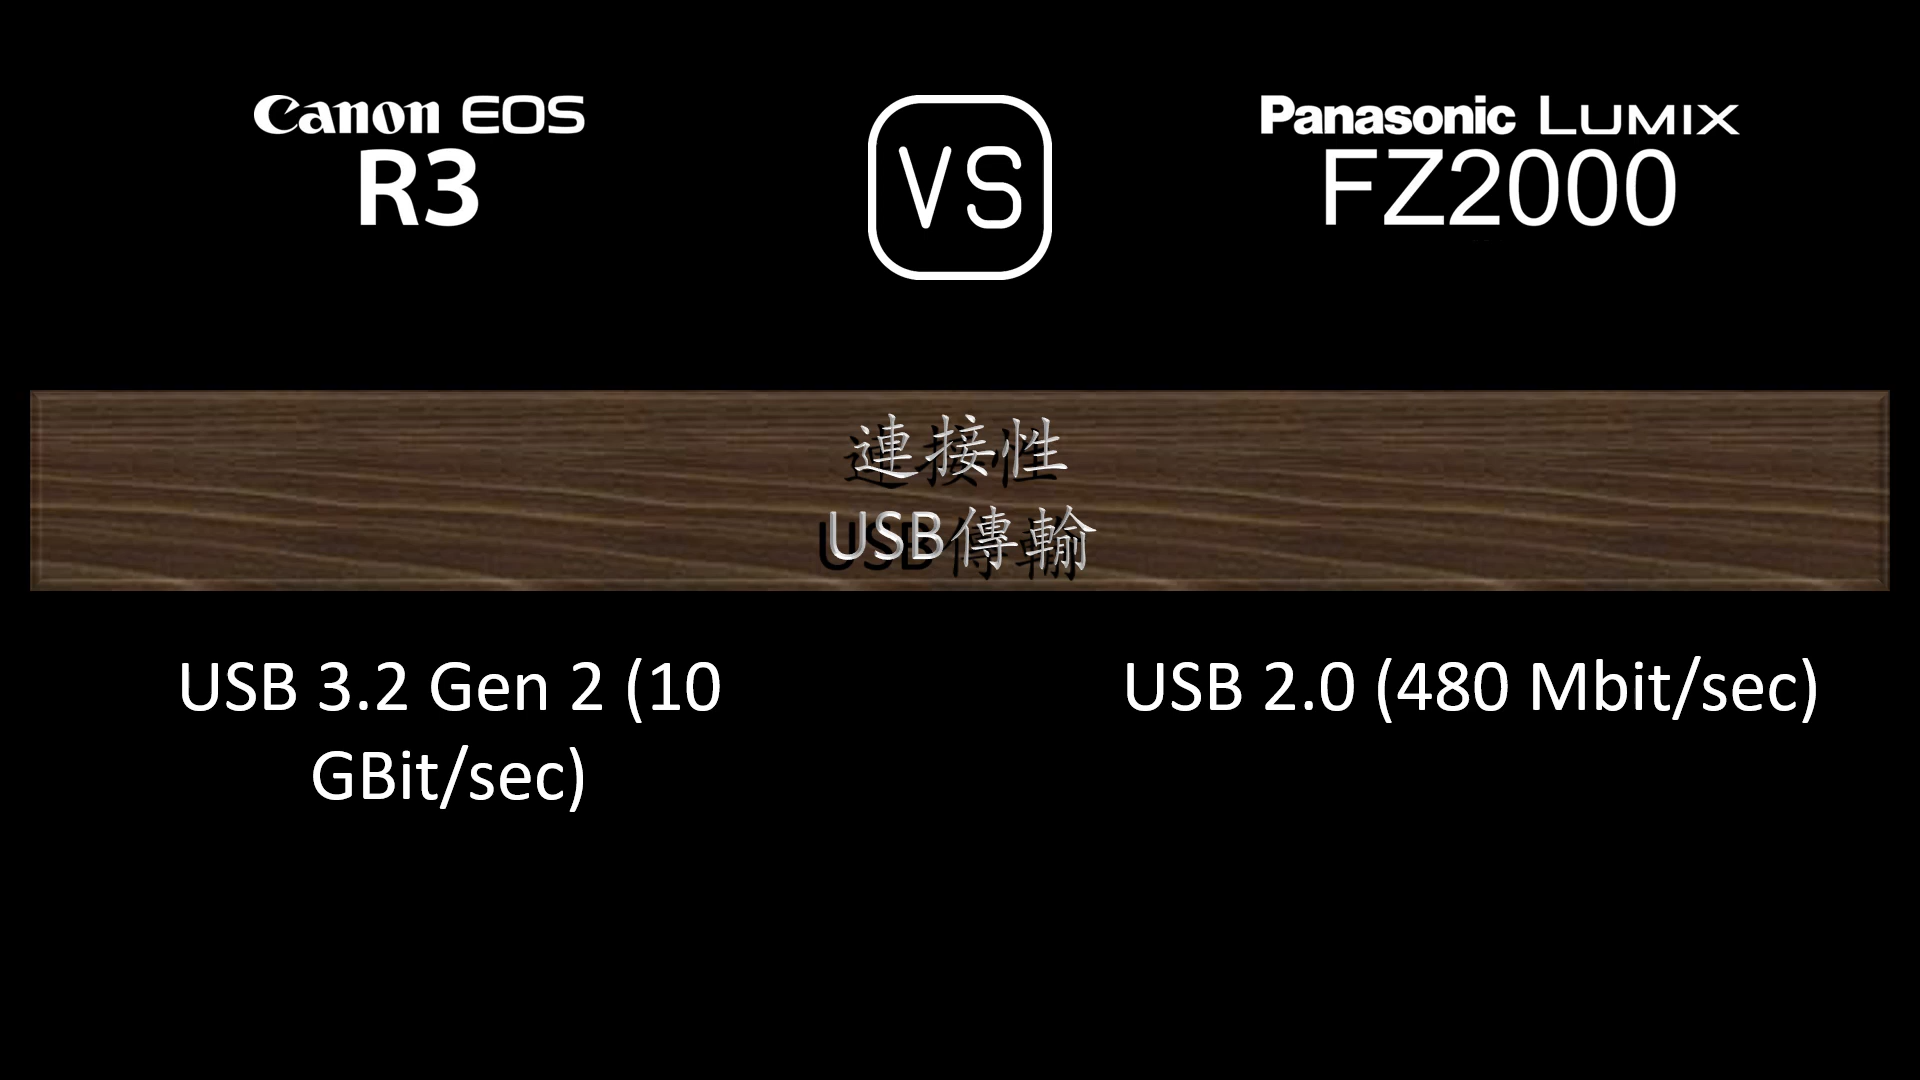 Canon EOS
R3
VS
Panasonic LUMIX
FZ2000
連接性
USB傳輸
USB 3.2 Gen 2 (10
GBit/sec)
USB 2.0 (480 Mbit/sec)